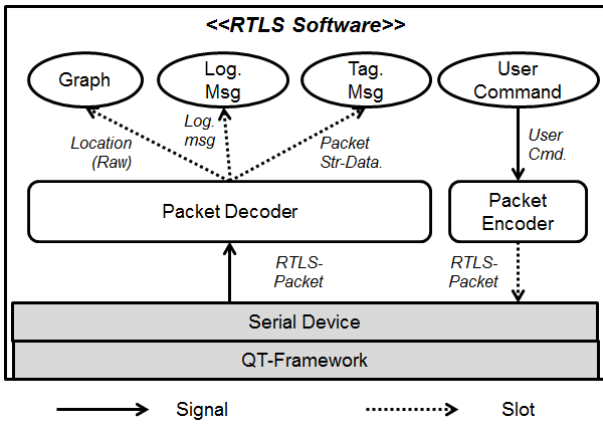 <<RTLS Software>>
Graph
Log.
Msg
Tag.
Msg
User
Command
Location
(Raw)
Log.
msg
Packet
Str-Data.
User
Cmd.
Packet Decoder
Packet
Encoder
RTLS-
Packet
RTLS-
Packet
Serial Device
QT-Framework
Signal
Slot